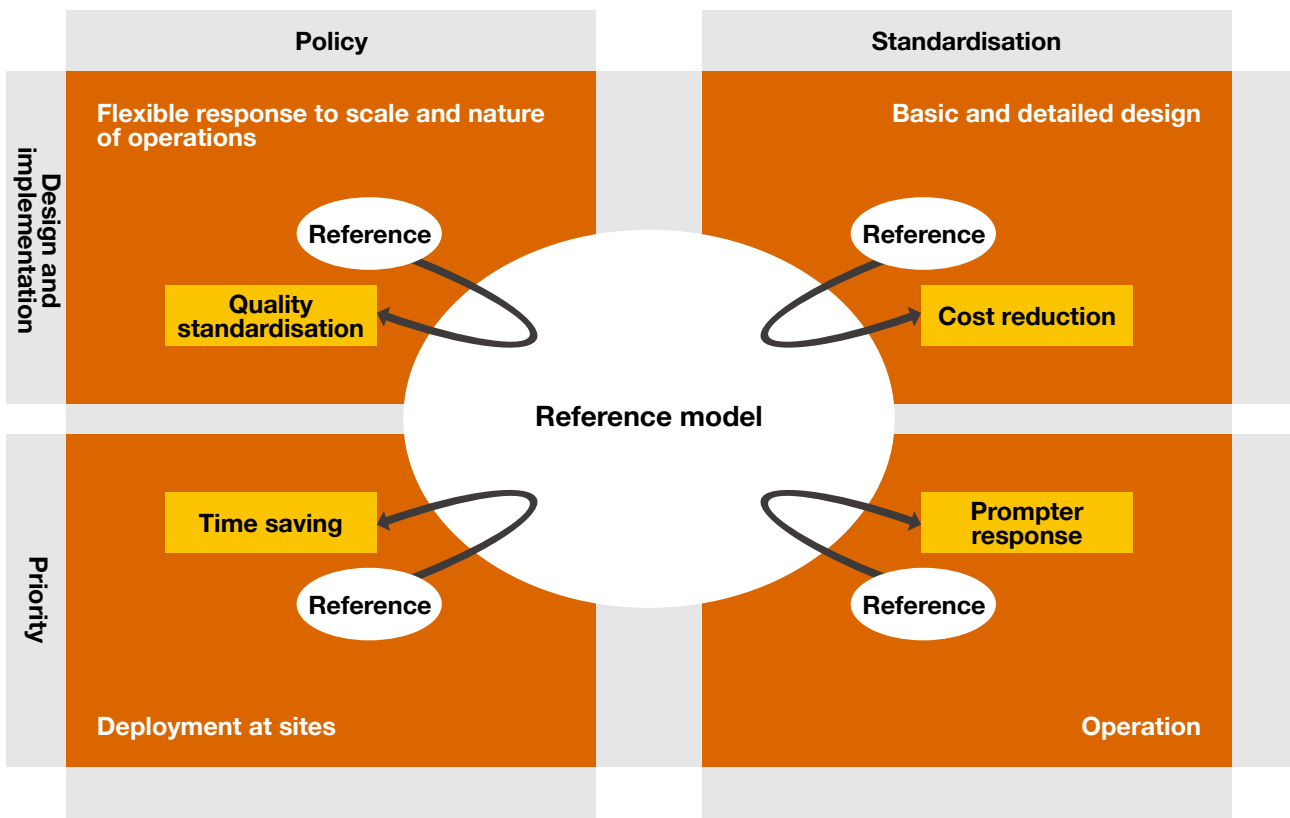 Policy
Standardisation
Design and
implementation
Flexible response to scale and nature
of operations
Reference
Quality
standardisation
Basic and detailed design
Reference
Cost reduction
Reference model
Priority
Time saving
Reference
Deployment at sites
Prompter
response
Reference
Operation